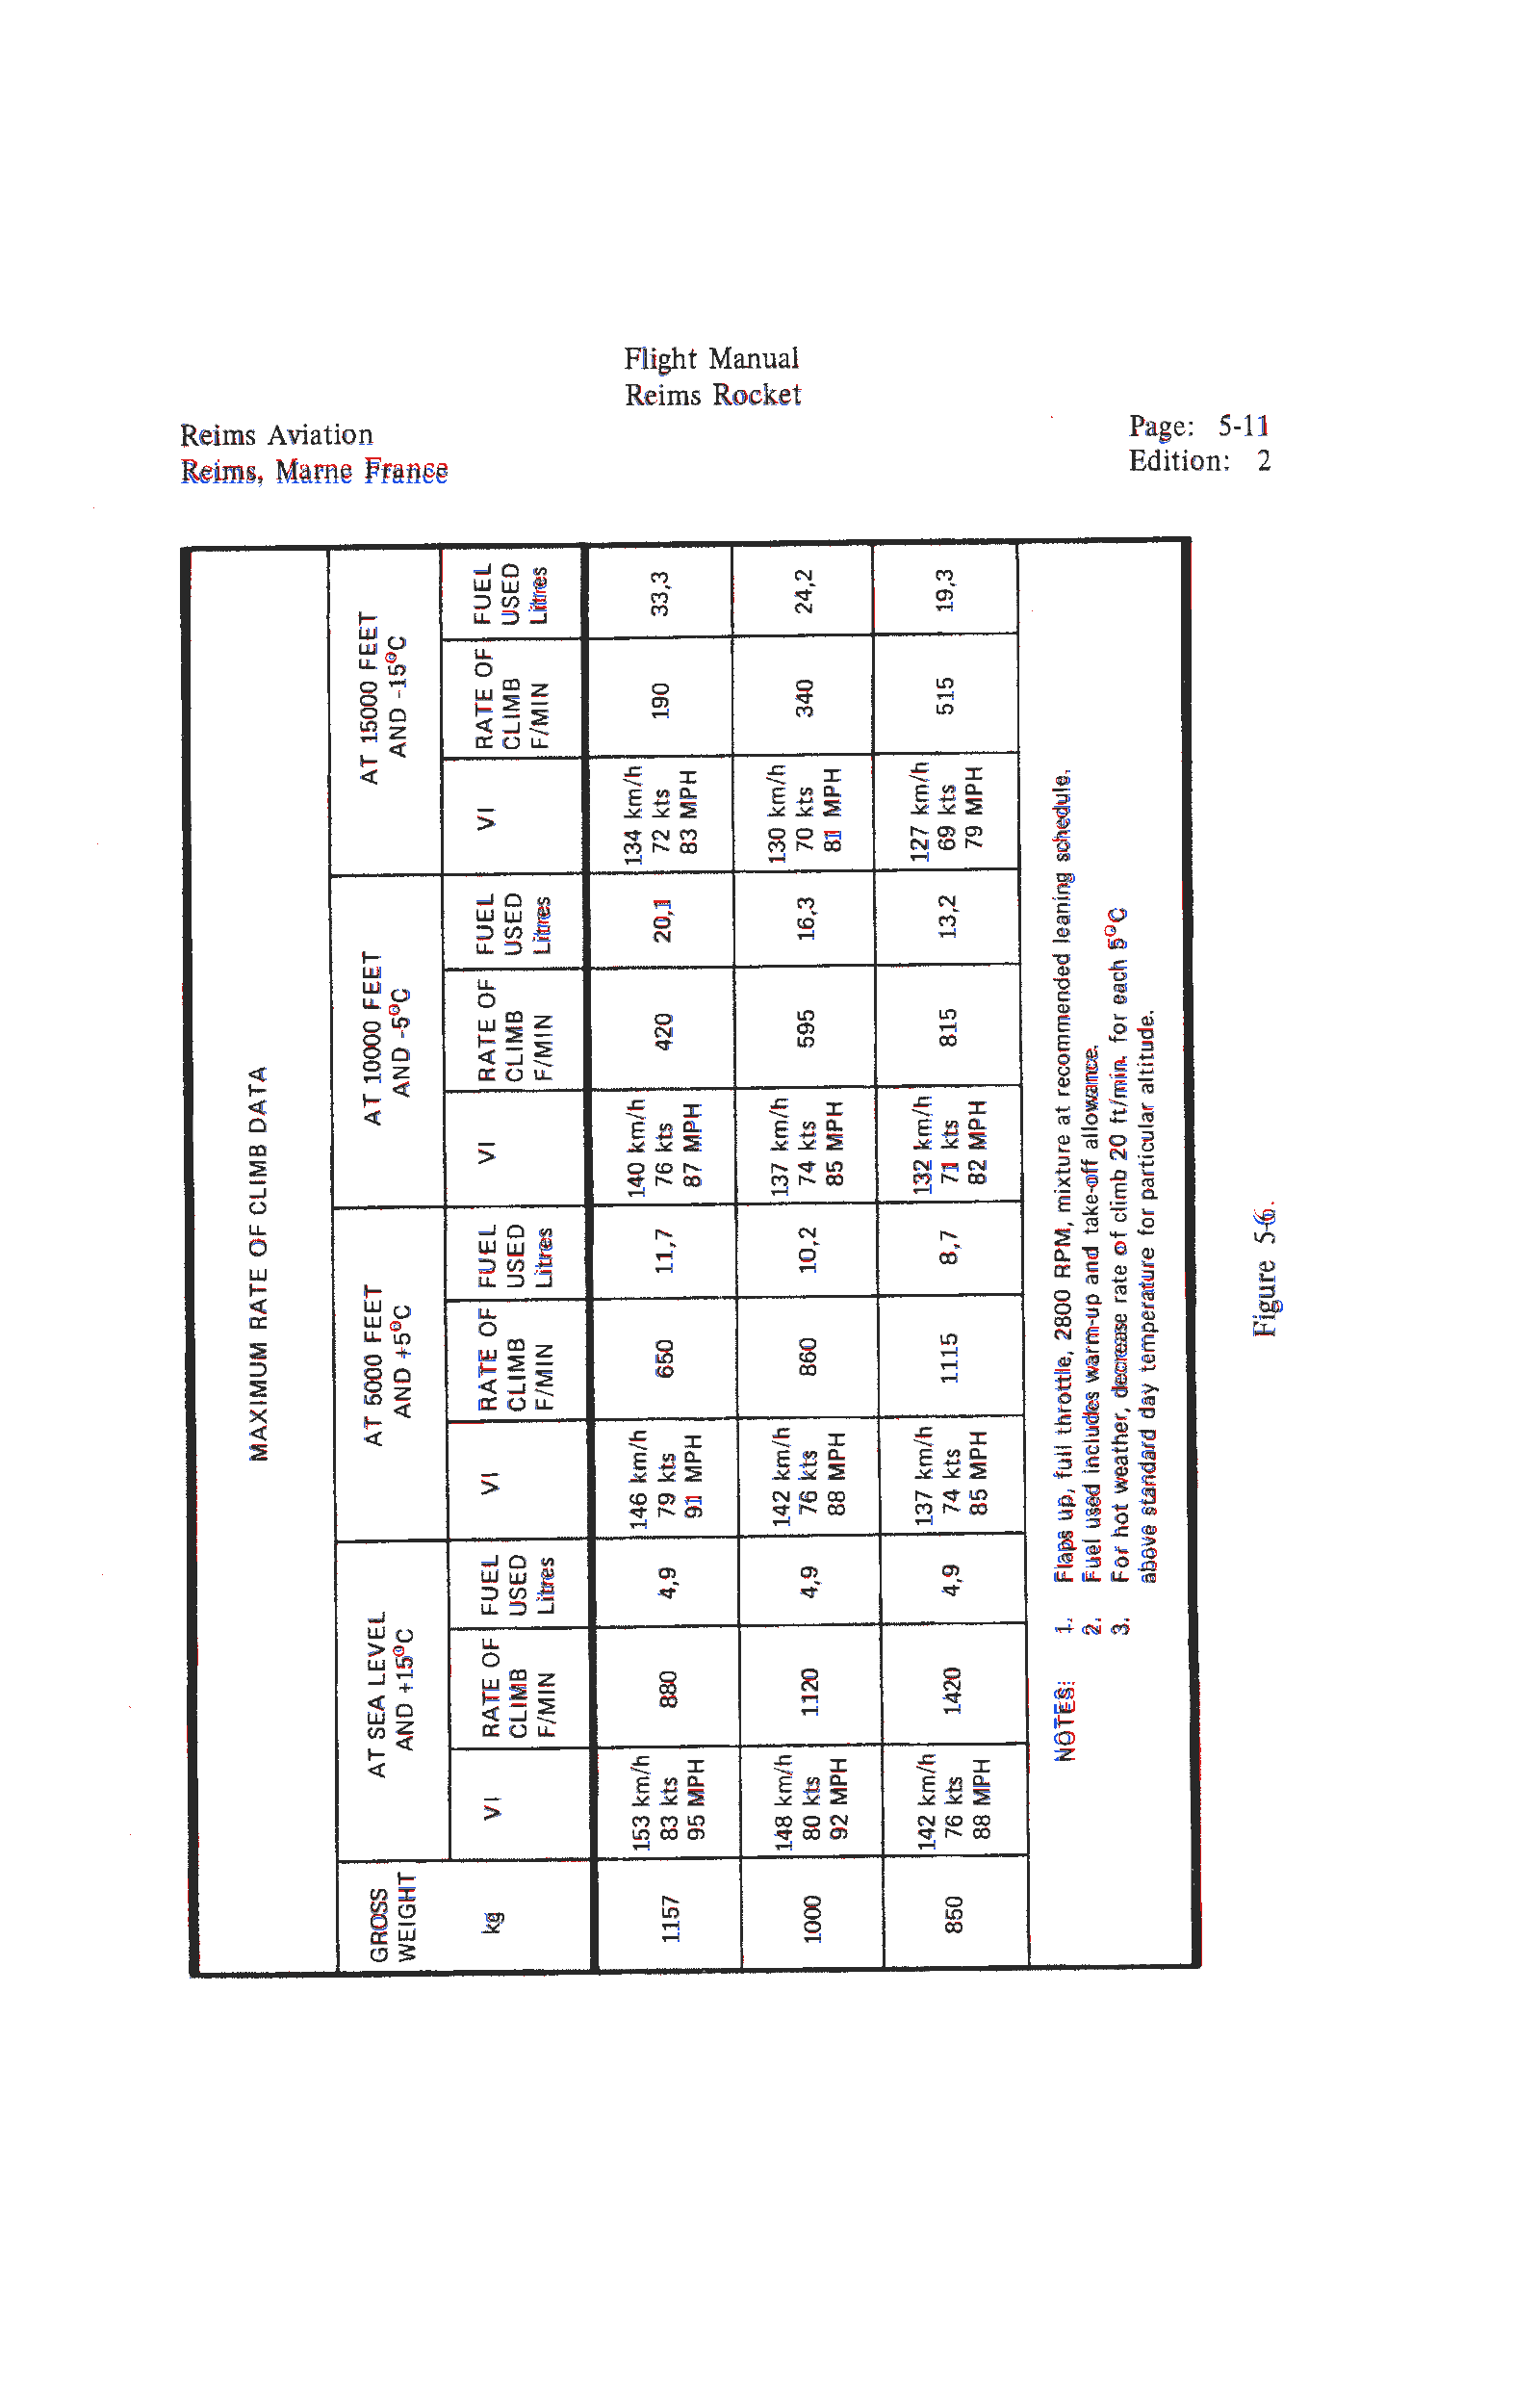 Flight Manual
Reims Rocket
Reims Aviation
Reims, Marne France
Page: 5-11
Edition: 2
MAXIMUM RATE OF CLIMB DATA
GROSS WEIGHT
AT SEA LEVEL AND +15°C
AT 5000 FEET AND +5°C
AT 10000 FEET AND -5°C
AT 15000 FEET AND -15°C
kg
VI
RATE OF CLIMB F/MIN
FUEL USED Litres
VI
RATE OF CLIMB F/MIN
FUEL USED Litres
VI
RATE OF CLIMB F/MIN
FUEL USED Litres
VI
RATE OF CLIMB F/MIN
FUEL USED Litres
1157
153 km/h 83 kts 95 MPH
880
4,9
146 km/h 79 kts 91 MPH
650
11,7
140 km/h 76 kts 87 MPH
420
20,1
134 km/h 72 kts 83 MPH
190
33,3
1000
148 km/h 80 kts 92 MPH
1120
4,9
142 km/h 76 kts 88 MPH
860
10,2
137 km/h 74 kts 85 MPH
595
16,3
130 km/h 70 kts 81 MPH
340
24,2
850
142 km/h 76 kts 88 MPH
1420
4,9
137 km/h 74 kts 85 MPH
1115
8,7
132 km/h 71 kts 82 MPH
815
13,2
127 km/h 69 kts 79 MPH
515
19,3
NOTES: 1. Flaps up, full throttle, 2800 RPM, mixture at recommended leaning schedule.
2. Fuel used includes warm-up and take-off allowance.
3. For hot weather, decrease rate of climb 20 ft/min. for each 5°C
above standard day temperature for particular altitude.
Figure 5-6.